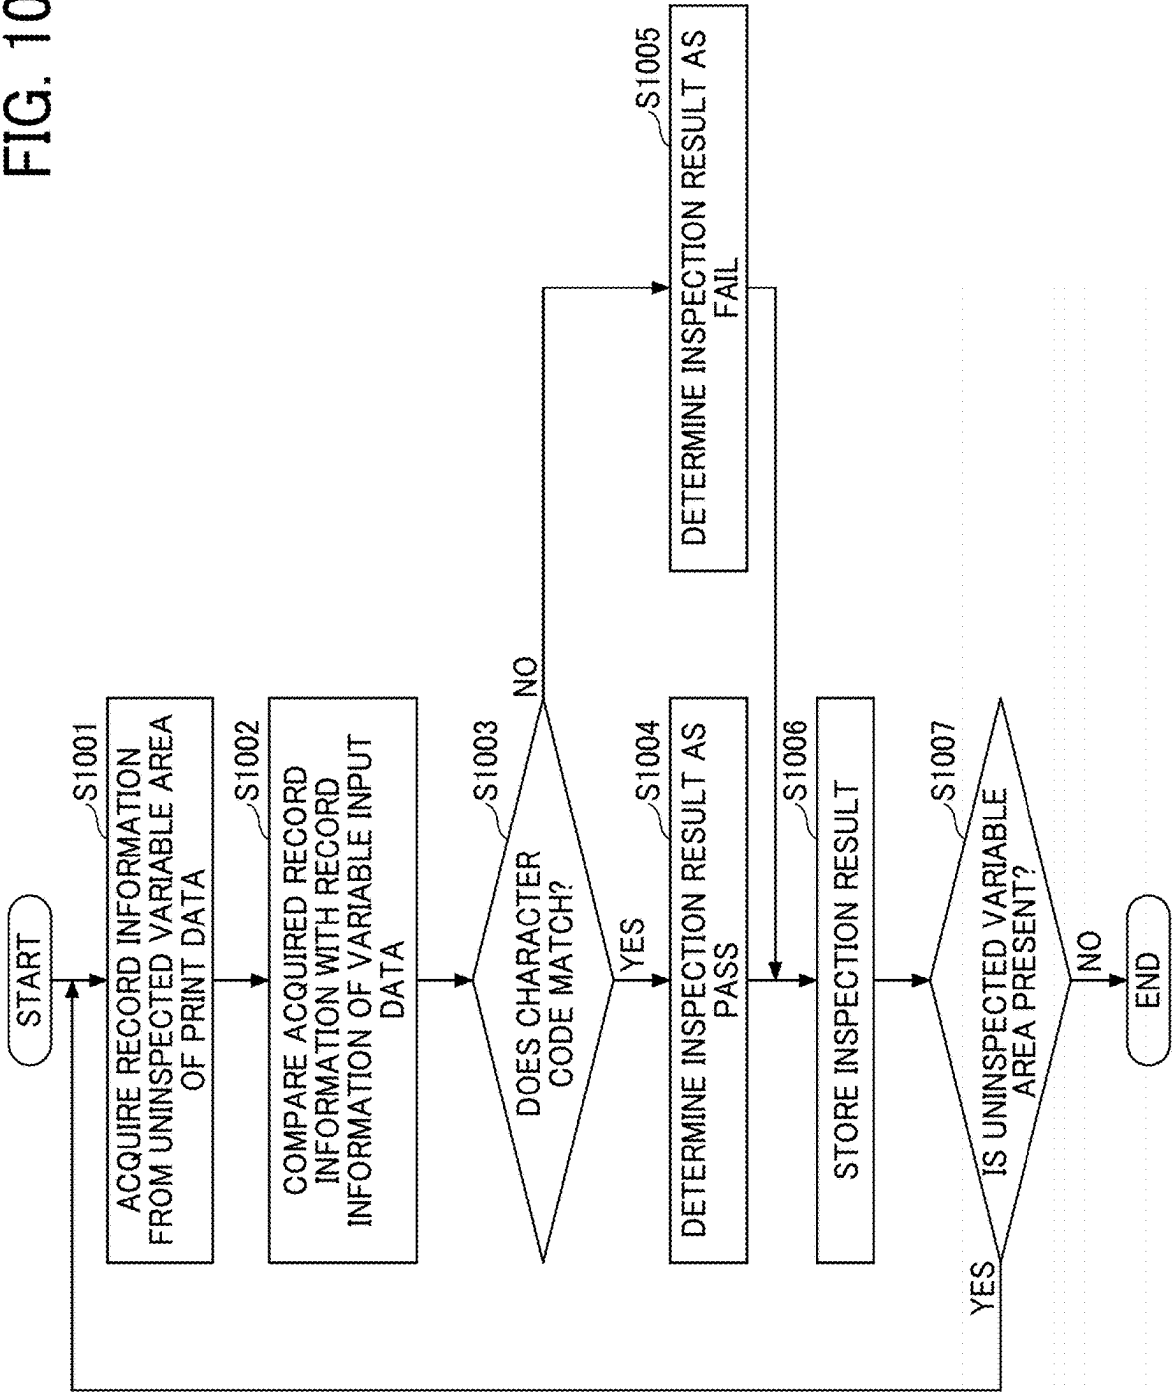 FIG. 10
START
S1001
ACQUIRE RECORD INFORMATION
FROM UNINSPECTED VARIABLE AREA
OF PRINT DATA
S1002
COMPARE ACQUIRED RECORD
INFORMATION WITH RECORD
INFORMATION OF VARIABLE INPUT
DATA
S1003
DOES CHARACTER
CODE MATCH?
NO
YES
S1004
DETERMINE INSPECTION RESULT AS
PASS
S1005
DETERMINE INSPECTION RESULT AS
FAIL
S1006
STORE INSPECTION RESULT
S1007
IS UNINSPECTED VARIABLE
AREA PRESENT?
YES
NO
END